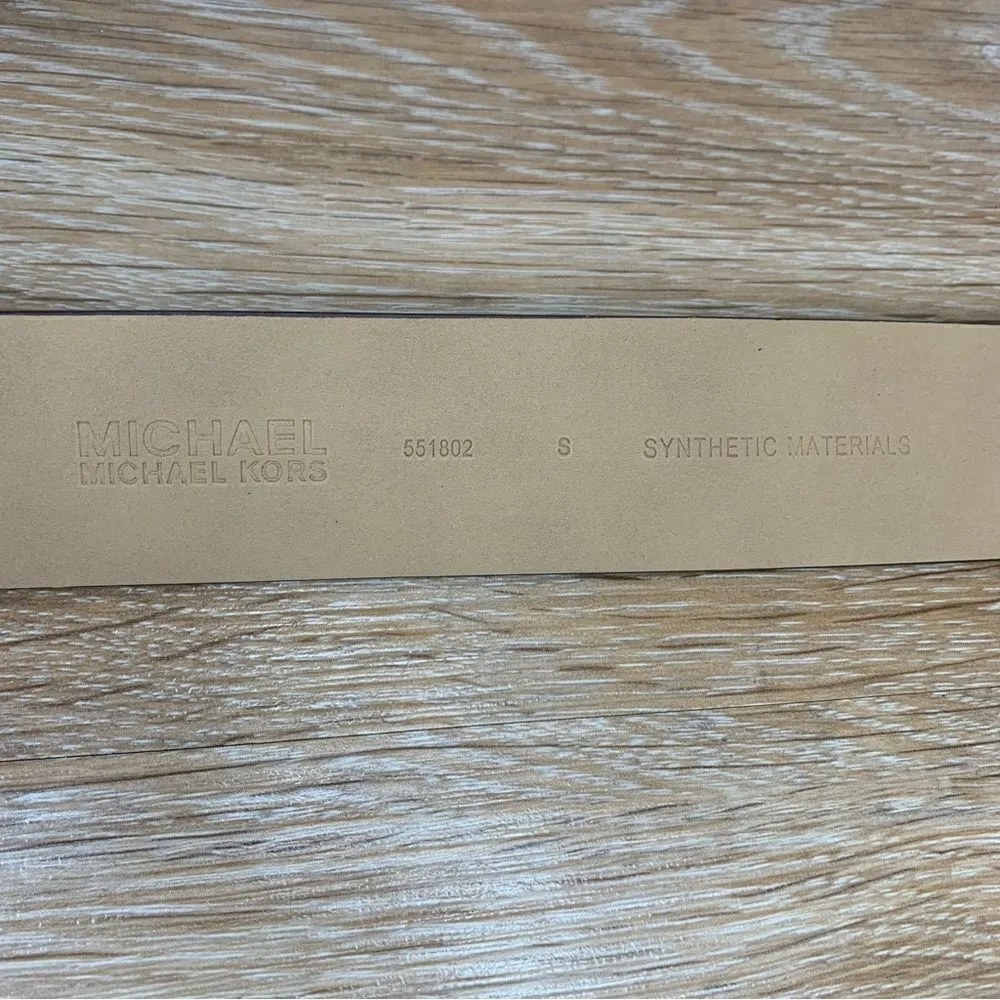 MICHAEL
MICHAEL KORS
551802 S SYNTHETIC MATERIALS